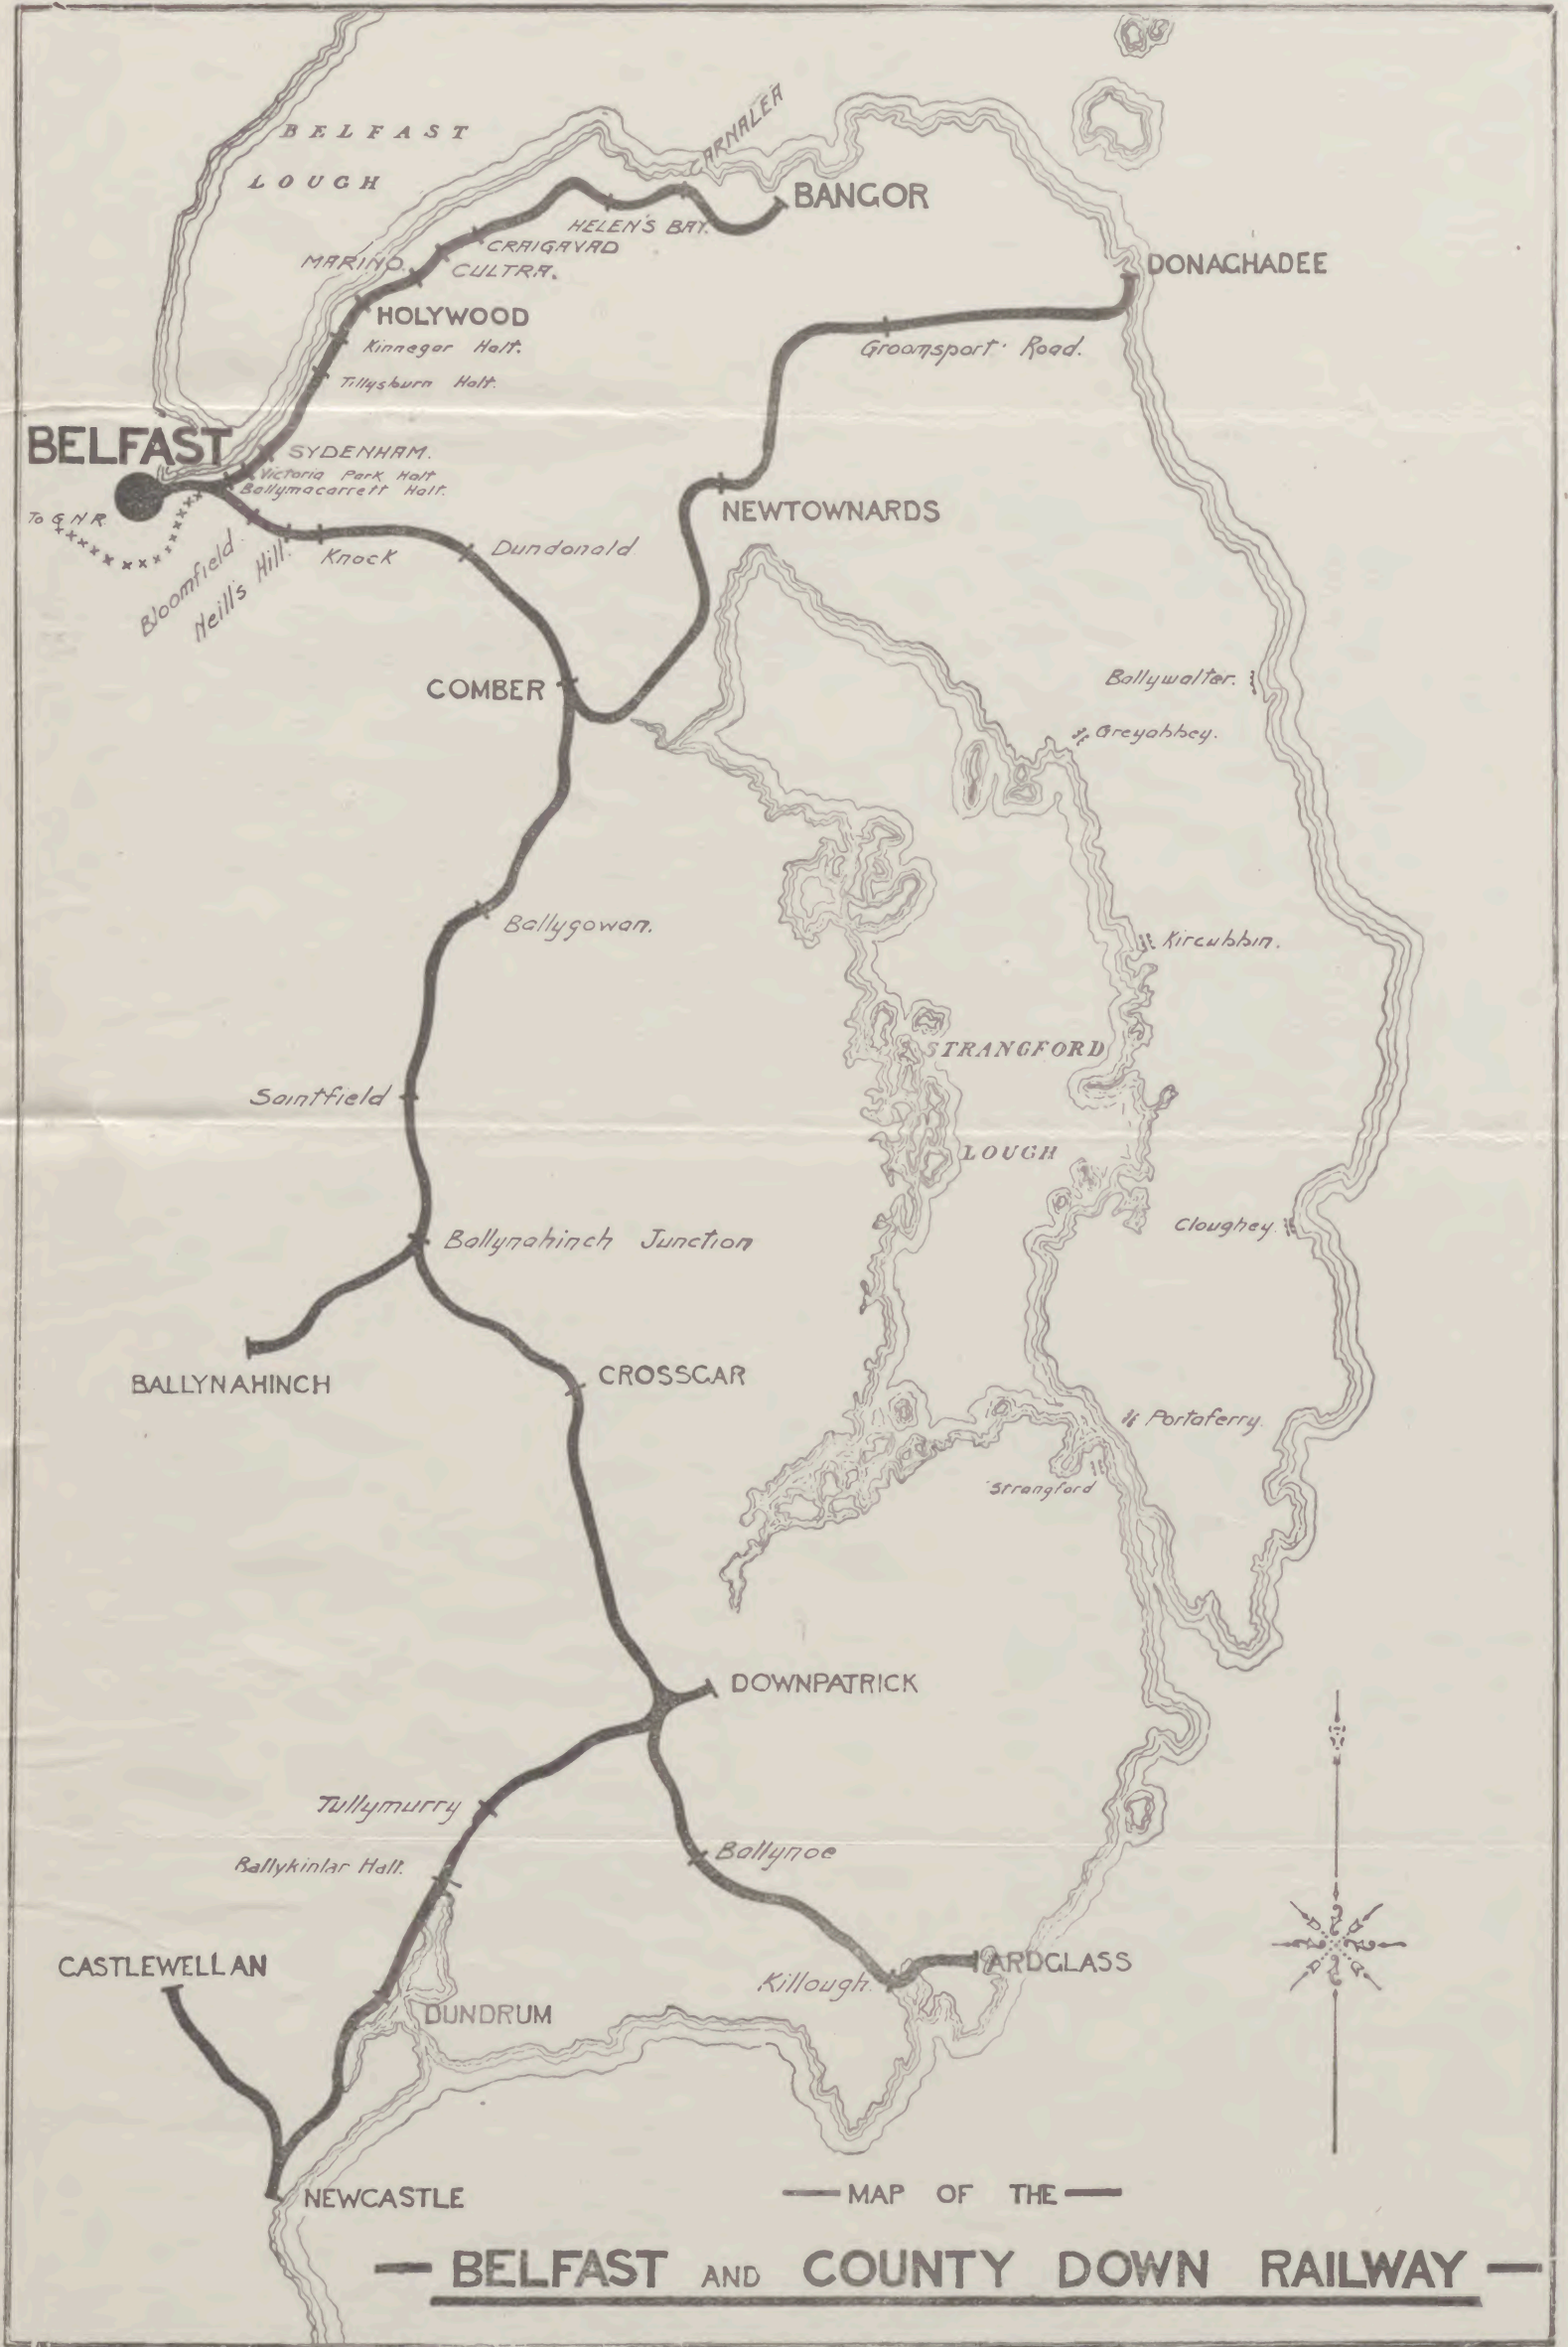 BELFAST
LOUGH
CARNALEA
BANGOR
HELEN'S BAY.
CRAIGAVAD
MARINO.
CULTRA.
DONAGHADEE
HOLYWOOD
Kinnegar Halt.
Groomsport Road.
Tillysburn Halt.
BELFAST
SYDENHAM.
Victoria Park Halt
Ballymacarrett Halt.
To G N R
NEWTOWNARDS
Bloomfield.
Neill's Hill.
Knock
Dundonald
COMBER
Ballywalter.
Greyabbey.
Ballygowan.
Kircubbin.
STRANGFORD
Saintfield
LOUGH
Cloughey.
Ballynahinch Junction
BALLYNAHINCH
CROSSGAR
Portaferry.
Strangford
DOWNPATRICK
Tullymurry
Ballykinlar Halt.
Ballynoe
CASTLEWELLAN
ARDGLASS
Killough.
DUNDRUM
NEWCASTLE
MAP OF THE
BELFAST AND COUNTY DOWN RAILWAY